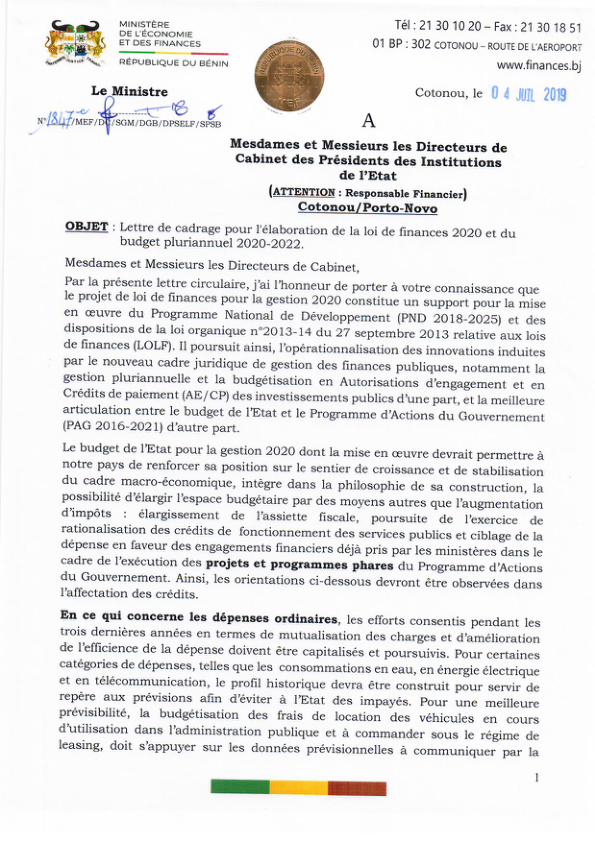 MINISTÈRE
DE L'ÉCONOMIE
ET DES FINANCES
RÉPUBLIQUE DU BÉNIN
Tél : 21 30 10 20 – Fax : 21 30 18 51
01 BP : 302 COTONOU – ROUTE DE L'AEROPORT
www.finances.bj
Le Ministre
Cotonou, le 04 JUIL 2019
N° 1847-c /MEF/DC/SGM/DGB/DPSELF/SPSB
A
Mesdames et Messieurs les Directeurs de
Cabinet des Présidents des Institutions
de l'Etat
(ATTENTION : Responsable Financier)
Cotonou/Porto-Novo
OBJET : Lettre de cadrage pour l'élaboration de la loi de finances 2020 et du
budget pluriannuel 2020-2022.
Mesdames et Messieurs les Directeurs de Cabinet,
Par la présente lettre circulaire, j'ai l'honneur de porter à votre connaissance que
le projet de loi de finances pour la gestion 2020 constitue un support pour la mise
en œuvre du Programme National de Développement (PND 2018-2025) et des
dispositions de la loi organique n°2013-14 du 27 septembre 2013 relative aux lois
de finances (LOLF). Il poursuit ainsi, l'opérationnalisation des innovations induites
par le nouveau cadre juridique de gestion des finances publiques, notamment la
gestion pluriannuelle et la budgétisation en Autorisations d'engagement et en
Crédits de paiement (AE/CP) des investissements publics d'une part, et la meilleure
articulation entre le budget de l'Etat et le Programme d'Actions du Gouvernement
(PAG 2016-2021) d'autre part.
Le budget de l'Etat pour la gestion 2020 dont la mise en œuvre devrait permettre à
notre pays de renforcer sa position sur le sentier de croissance et de stabilisation
du cadre macro-économique, intègre dans la philosophie de sa construction, la
possibilité d'élargir l'espace budgétaire par des moyens autres que l'augmentation
d'impôts : élargissement de l'assiette fiscale, poursuite de l'exercice de
rationalisation des crédits de fonctionnement des services publics et ciblage de la
dépense en faveur des engagements financiers déjà pris par les ministères dans le
cadre de l'exécution des projets et programmes phares du Programme d'Actions
du Gouvernement. Ainsi, les orientations ci-dessous devront être observées dans
l'affectation des crédits.
En ce qui concerne les dépenses ordinaires, les efforts consentis pendant les
trois dernières années en termes de mutualisation des charges et d'amélioration
de l'efficience de la dépense doivent être capitalisés et poursuivis. Pour certaines
catégories de dépenses, telles que les consommations en eau, en énergie électrique
et en télécommunication, le profil historique devra être construit pour servir de
repère aux prévisions afin d'éviter à l'Etat des impayés. Pour une meilleure
prévisibilité, la budgétisation des frais de location des véhicules en cours
d'utilisation dans l'administration publique et à commander sous le régime de
leasing, doit s'appuyer sur les données prévisionnelles à communiquer par la
1